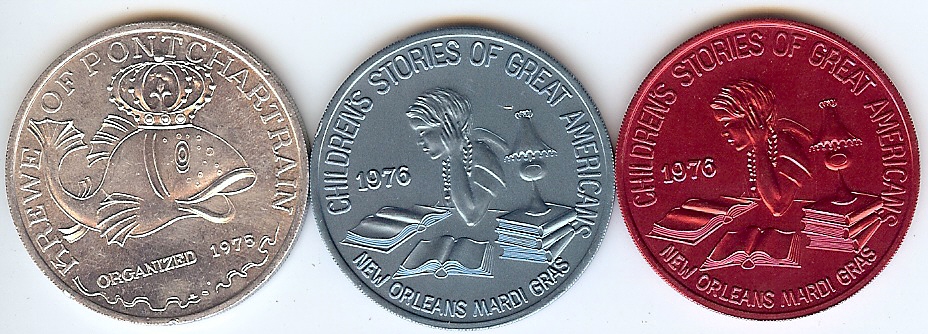 KREWE OF PONTCHARTRAIN
ORGANIZED 1975
CHILDREN'S STORIES OF GREAT AMERICANS
1976
NEW ORLEANS MARDI GRAS
CHILDREN'S STORIES OF GREAT AMERICANS
1976
NEW ORLEANS MARDI GRAS